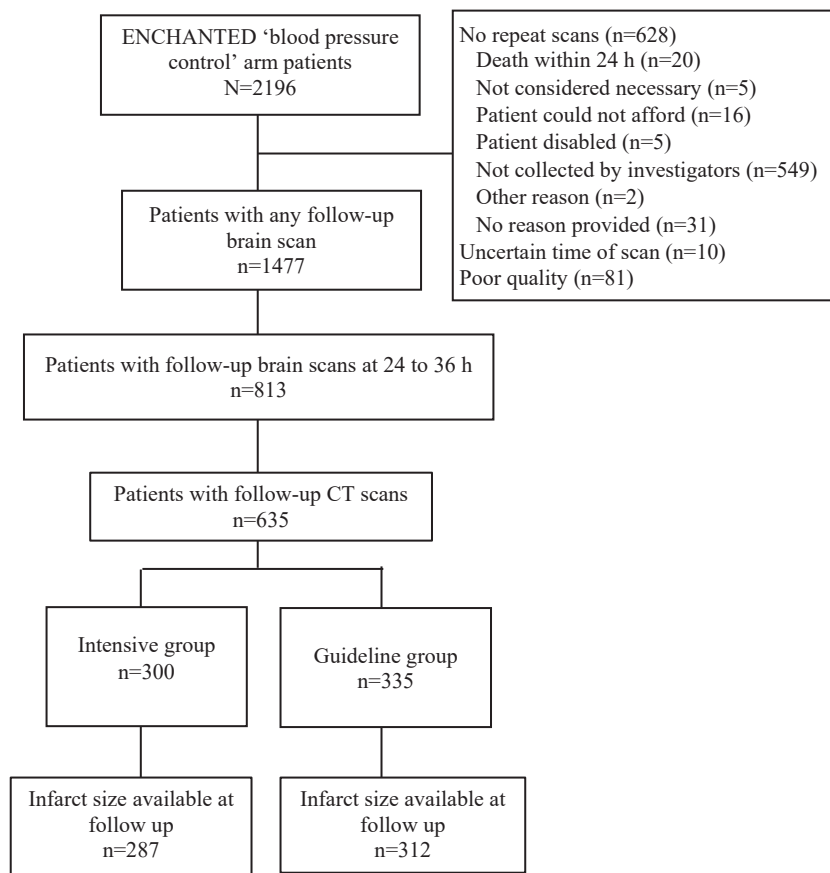 ENCHANTED ‘blood pressure
control’ arm patients
N=2196
No repeat scans (n=628)
Death within 24 h (n=20)
Not considered necessary (n=5)
Patient could not afford (n=16)
Patient disabled (n=5)
Not collected by investigators (n=549)
Other reason (n=2)
No reason provided (n=31)
Uncertain time of scan (n=10)
Poor quality (n=81)
Patients with any follow-up
brain scan
n=1477
Patients with follow-up brain scans at 24 to 36 h
n=813
Patients with follow-up CT scans
n=635
Intensive group
n=300
Guideline group
n=335
Infarct size available at
follow up
n=287
Infarct size available at
follow up
n=312